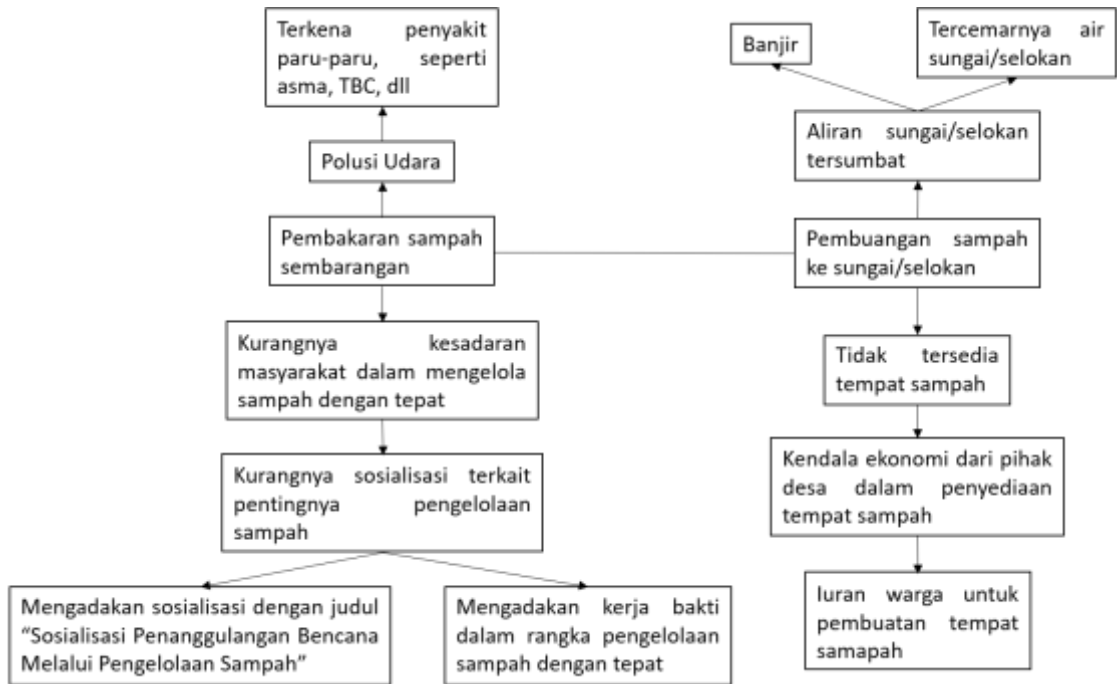 Terkena penyakit
paru-paru, seperti
asma, TBC, dll
Banjir
Tercemarnya air
sungai/selokan
Polusi Udara
Aliran sungai/selokan
tersumbat
Pembakaran sampah
sembarangan
Pembuangan sampah
ke sungai/selokan
Kurangnya kesadaran
masyarakat dalam mengelola
sampah dengan tepat
Tidak tersedia
tempat sampah
Kurangnya sosialisasi terkait
pentingnya pengelolaan
sampah
Kendala ekonomi dari pihak
desa dalam penyediaan
tempat sampah
Mengadakan sosialisasi dengan judul
“Sosialisasi Penanggulangan Bencana
Melalui Pengelolaan Sampah”
Mengadakan kerja bakti
dalam rangka pengelolaan
sampah dengan tepat
Iuran warga untuk
pembuatan tempat
samapah